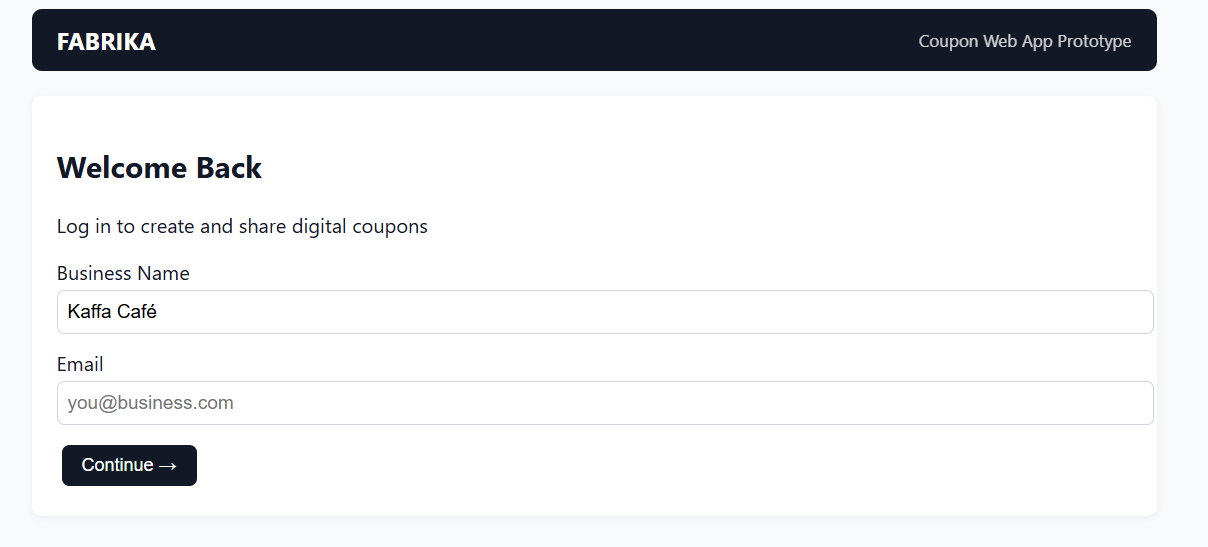 FABRIKA
Coupon Web App Prototype
Welcome Back
Log in to create and share digital coupons
Business Name
Kaffa Café
Email
you@business.com
Continue →